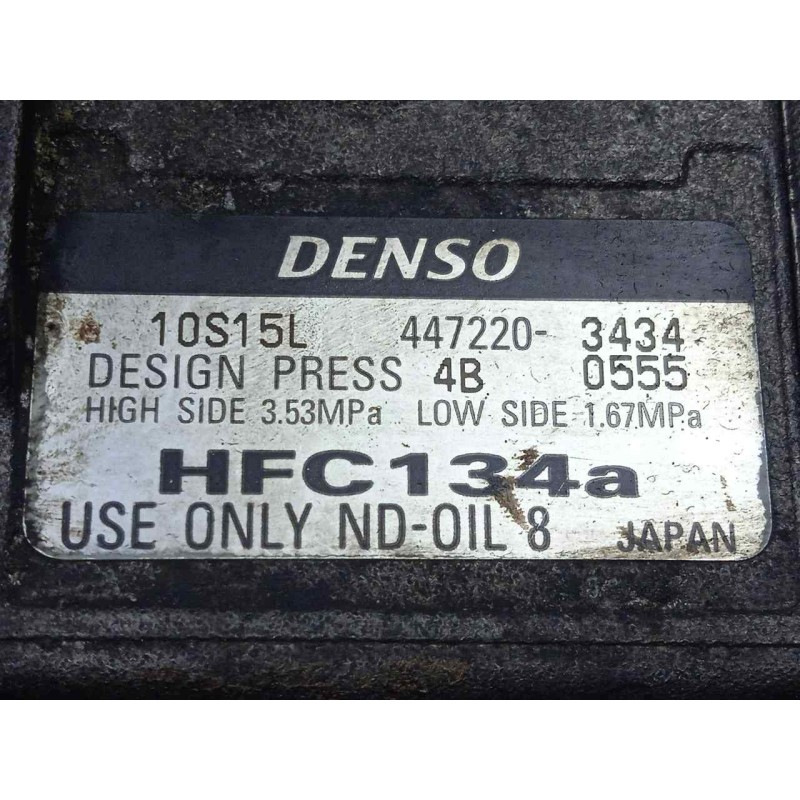 DENSO
10S15L 447220- 3434
DESIGN PRESS 4B 0555
HIGH SIDE 3.53MPa LOW SIDE 1.67MPa
HFC134a
USE ONLY ND-OIL 8 JAPAN